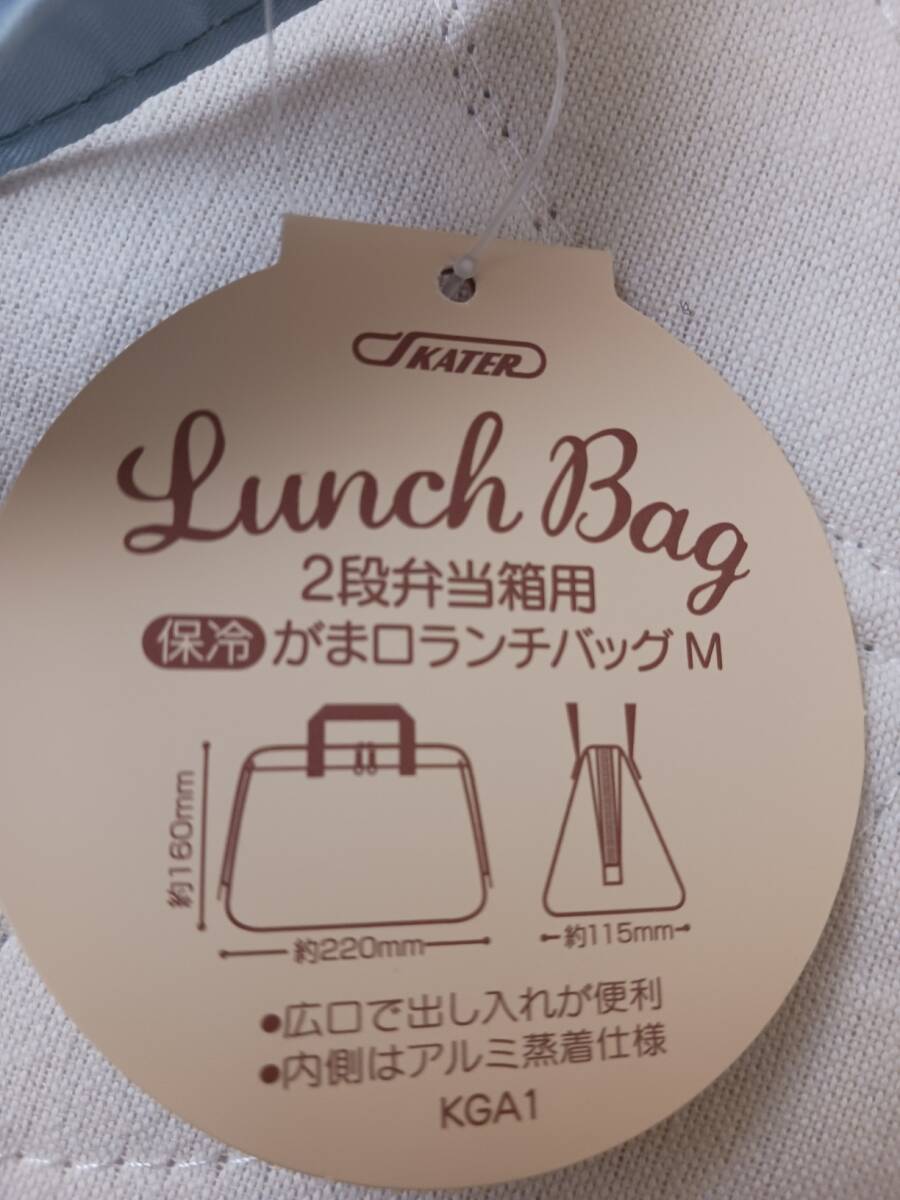 SKATER
Lunch Bag
2段弁当箱用
保冷 がま口ランチバッグ M
約160mm
約220mm
約115mm
●広口で出し入れが便利
●内側はアルミ蒸着仕様
KGA1